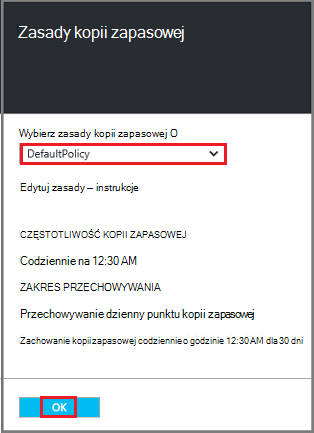 Zasady kopii zapasowej
Wybierz zasady kopii zapasowej O
DefaultPolicy
Edytuj zasady – instrukcje
CZĘSTOTLIWOŚĆ KOPII ZAPASOWEJ
Codziennie na 12:30 AM
ZAKRES PRZECHOWYWANIA
Przechowywanie dzienny punktu kopii zapasowej
Zachowanie kopii zapasowej codziennie o godzinie 12:30 AM dla 30 dni
OK